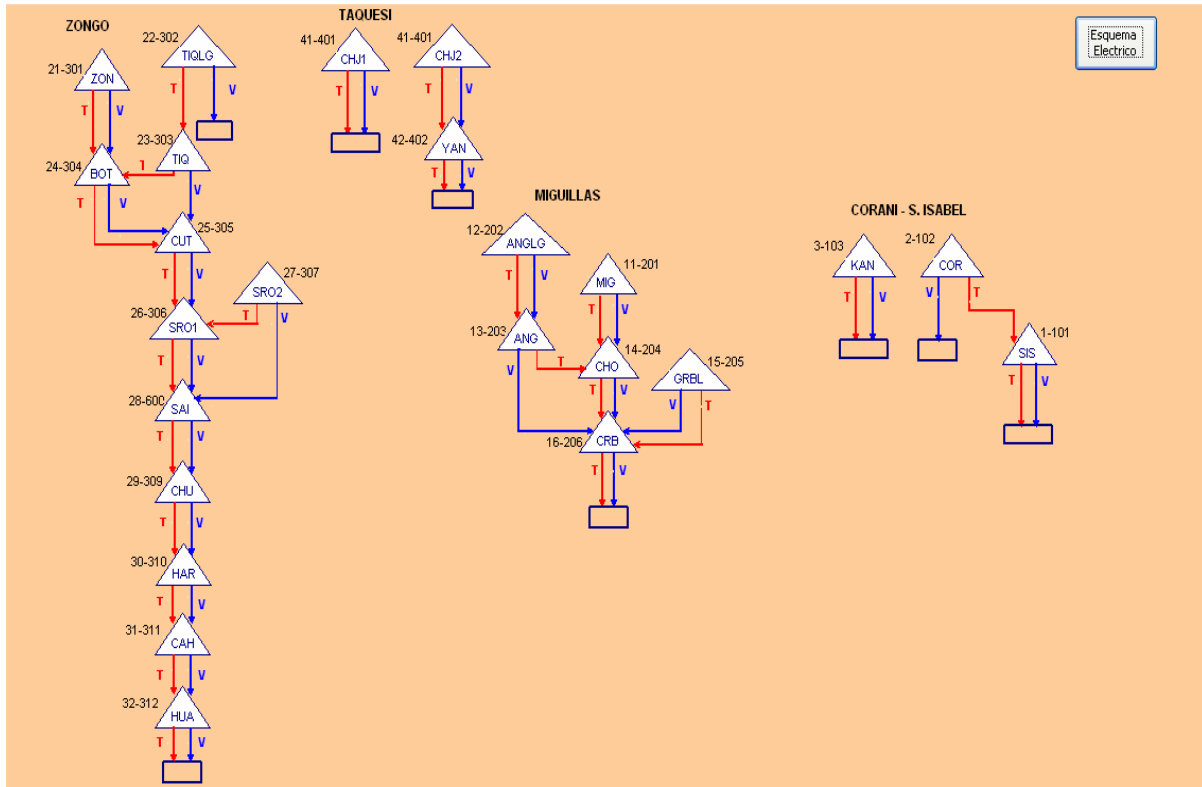 ZONGO
TAQUESI
Esquema
Electrico
22-302
TIQLG
41-401
CHJ1
41-401
CHJ2
21-301
ZON
T
V
T
V
T
V
T
V
T
V
23-303
TIQ
42-402
YAN
24-304
BOT
T
T
V
V
T
V
MIGUILLAS
CORANI - S. ISABEL
25-305
CUT
12-202
ANGLG
3-103
KAN
2-102
COR
27-307
SRO2
11-201
MIG
T
V
T
V
T
V
V
T
26-306
SRO1
T
V
T
V
13-203
ANG
14-204
CHO
1-101
SIS
T
V
T
V
15-205
GRBL
T
V
28-600
SAI
T
V
V
T
16-206
CRB
T
V
T
V
29-309
CHU
T
V
30-310
HAR
T
V
31-311
CAH
T
V
32-312
HUA
T
V